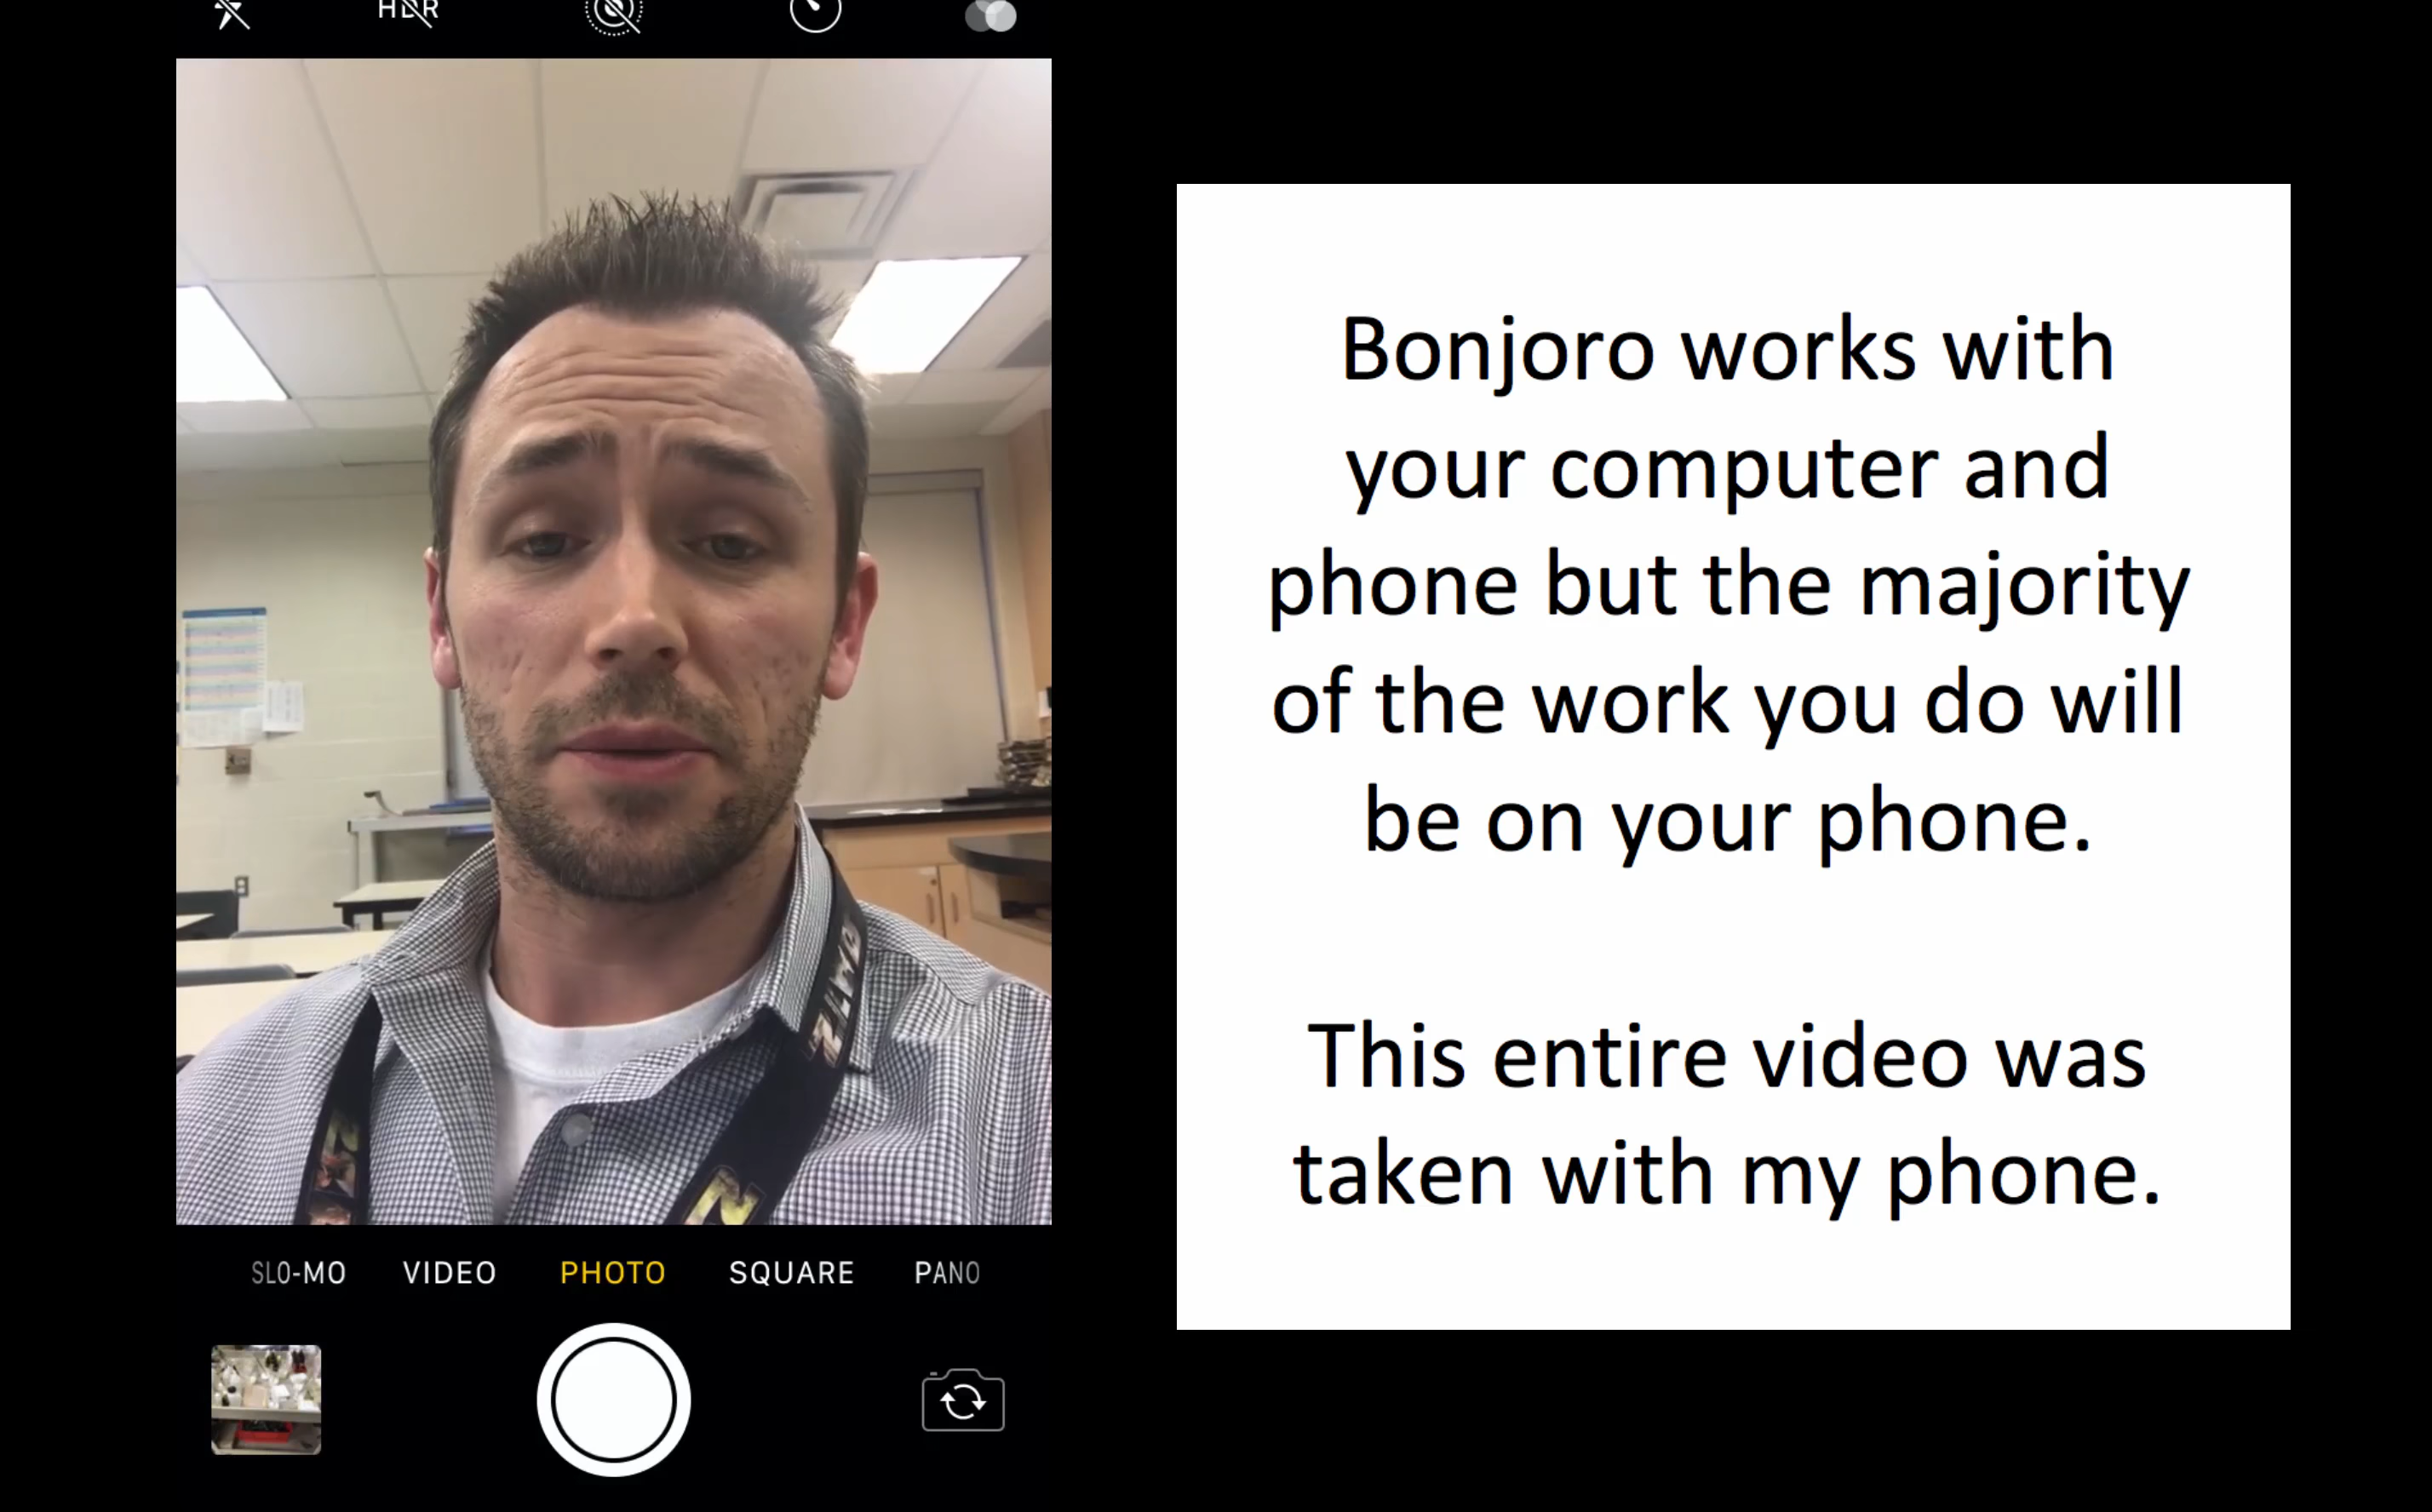 HDR
SLO-MO VIDEO PHOTO SQUARE PANO
Bonjoro works with
your computer and
phone but the majority
of the work you do will
be on your phone.
This entire video was
taken with my phone.